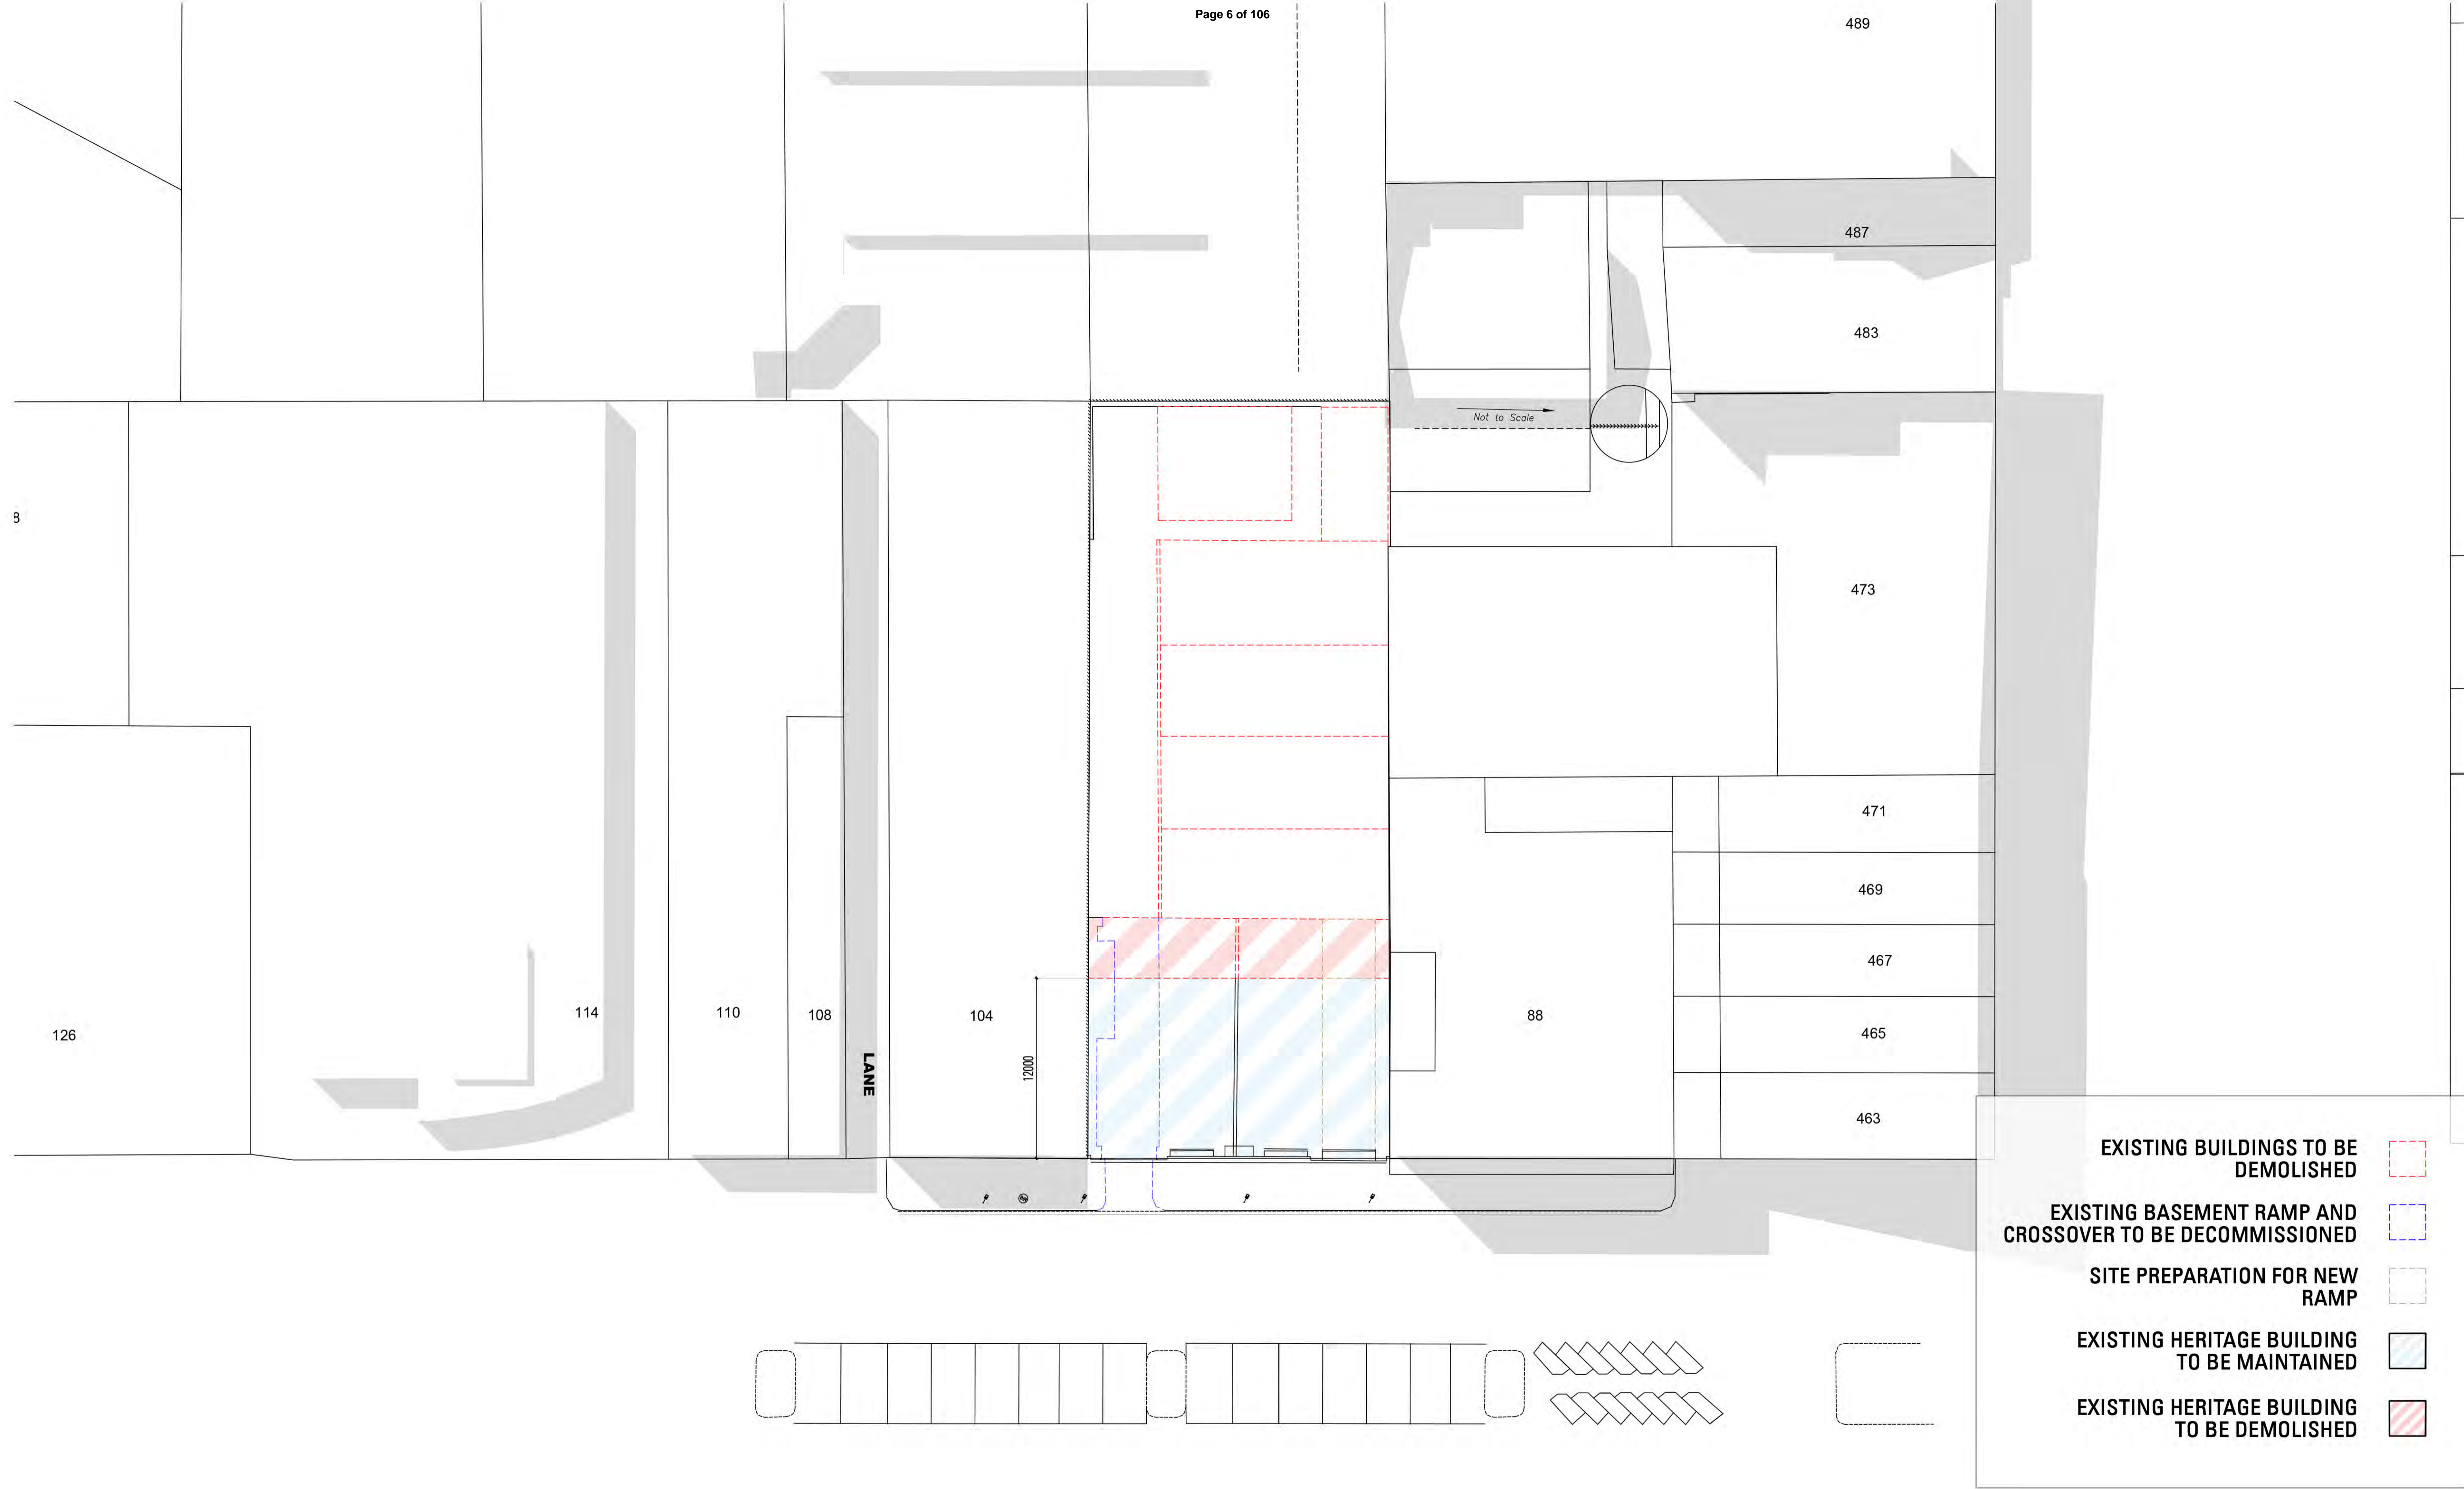 Page 6 of 106
489
487
483
Not to Scale
8
473
471
469
467
465
463
126
114
110
108
LANE
104
12000
88
EXISTING BUILDINGS TO BE
DEMOLISHED
EXISTING BASEMENT RAMP AND
CROSSOVER TO BE DECOMMISSIONED
SITE PREPARATION FOR NEW
RAMP
EXISTING HERITAGE BUILDING
TO BE MAINTAINED
EXISTING HERITAGE BUILDING
TO BE DEMOLISHED